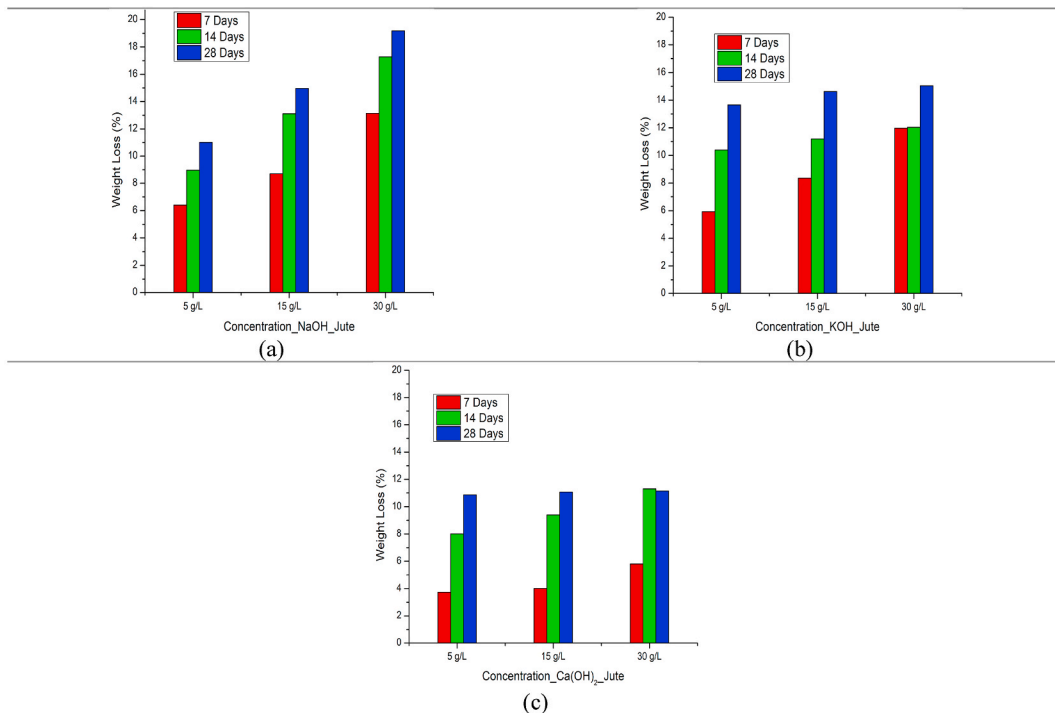 7 Days
14 Days
28 Days
Weight Loss (%)
20
18
16
14
12
10
8
6
4
2
0
5 g/L 15 g/L 30 g/L
Concentration_NaOH_Jute
(a)
7 Days
14 Days
28 Days
Weight Loss (%)
20
18
16
14
12
10
8
6
4
2
0
5 g/L 15 g/L 30 g/L
Concentration_KOH_Jute
(b)
7 Days
14 Days
28 Days
Weight Loss (%)
20
18
16
14
12
10
8
6
4
2
0
5 g/L 15 g/L 30 g/L
Concentration_Ca(OH)₂_Jute
(c)